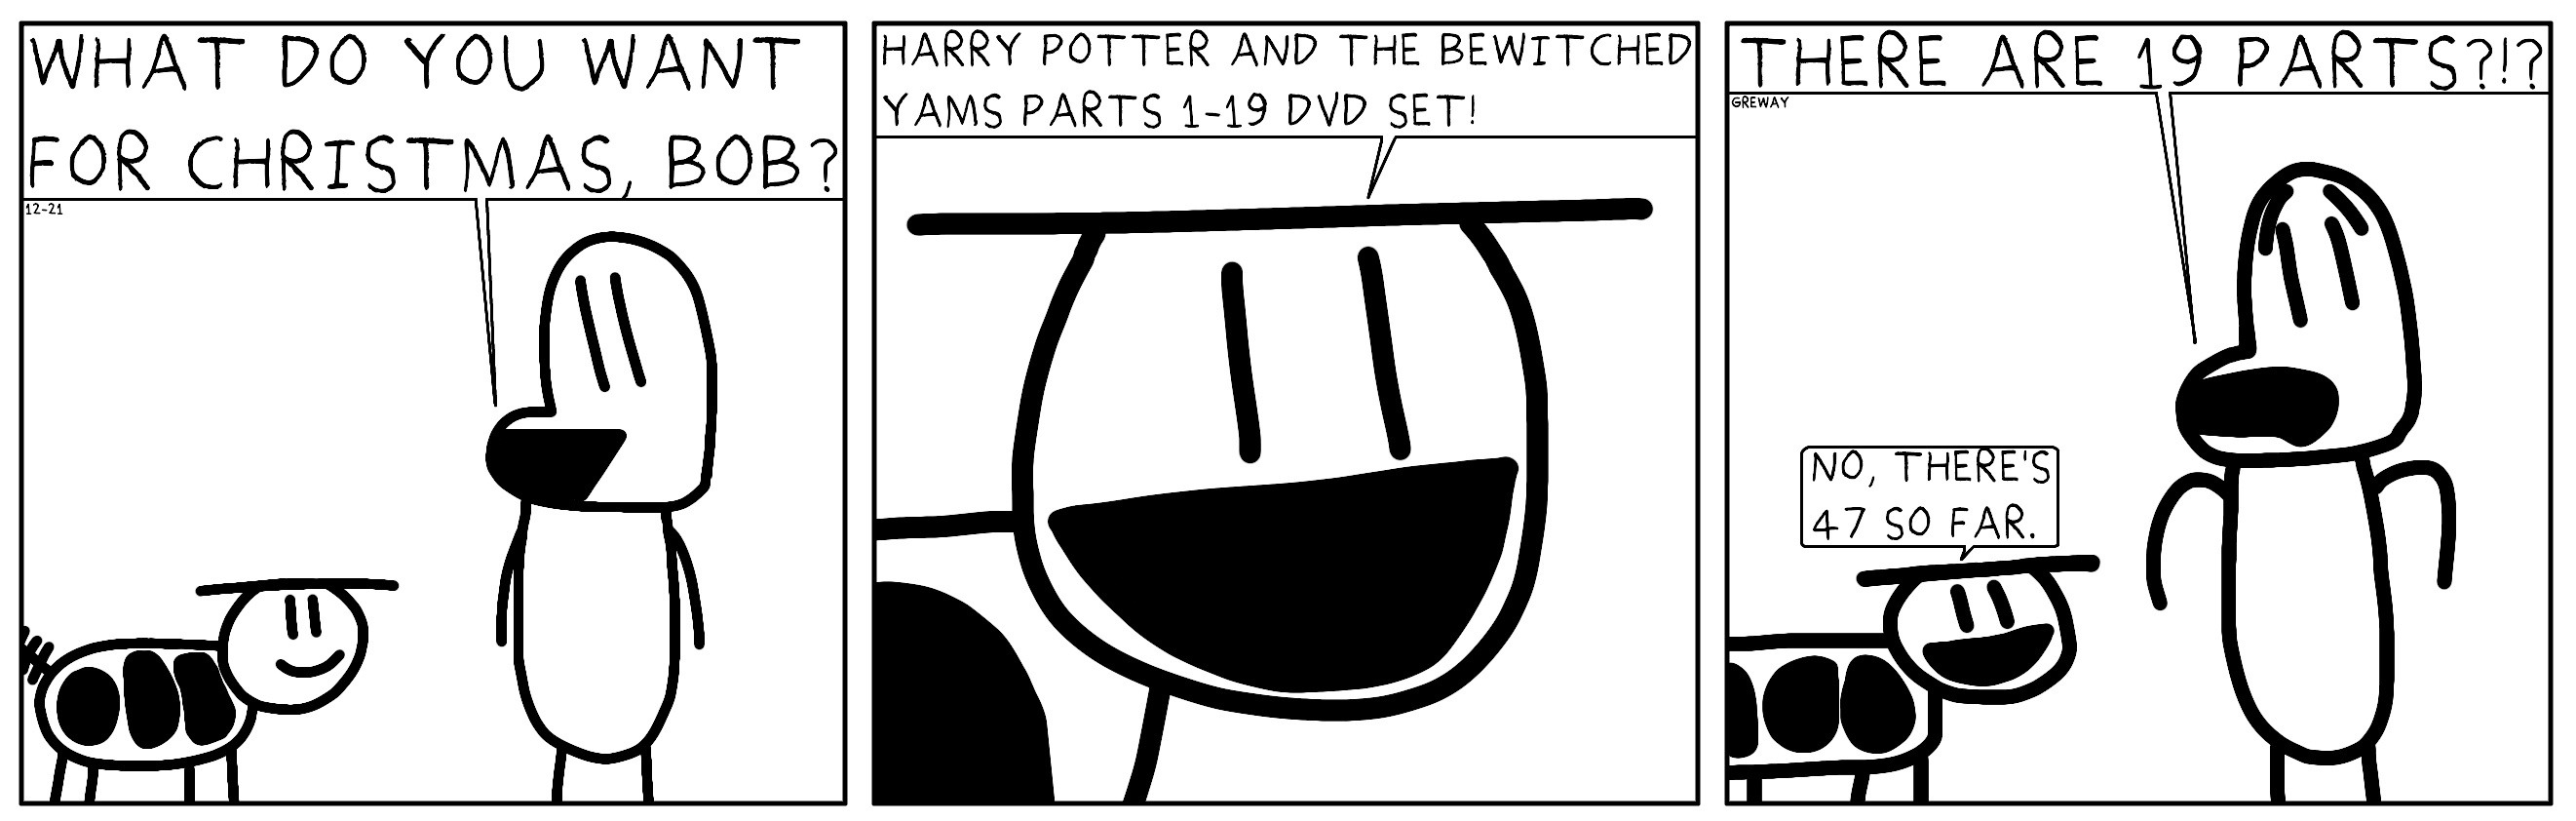 WHAT DO YOU WANT
FOR CHRISTMAS, BOB?
12-21
HARRY POTTER AND THE BEWITCHED
YAMS PARTS 1-19 DVD SET!
THERE ARE 19 PARTS?!?
GREWAY
NO, THERE'S
47 SO FAR.